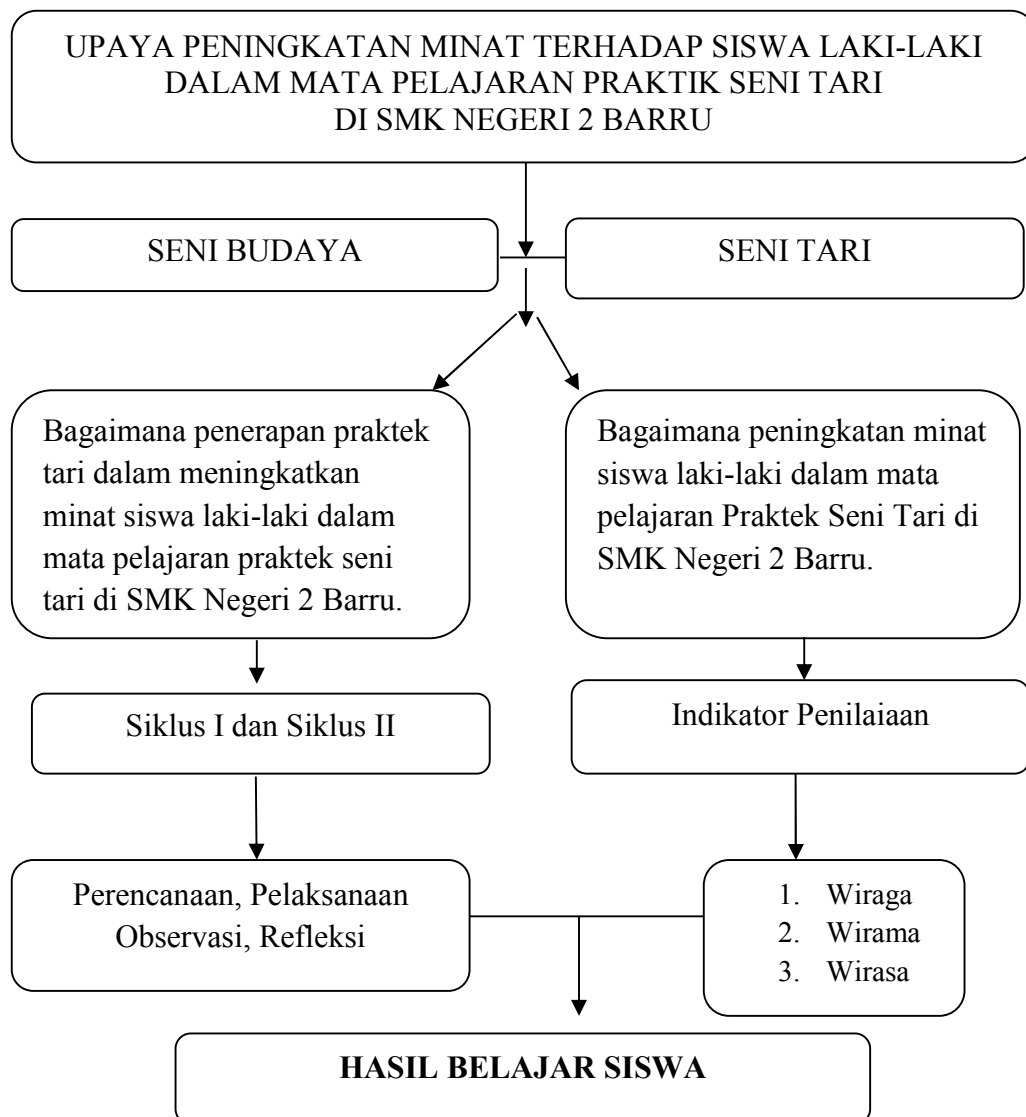 UPAYA PENINGKATAN MINAT TERHADAP SISWA LAKI-LAKI
DALAM MATA PELAJARAN PRAKTIK SENI TARI
DI SMK NEGERI 2 BARRU
SENI BUDAYA
SENI TARI
Bagaimana penerapan praktek
tari dalam meningkatkan
minat siswa laki-laki dalam
mata pelajaran praktek seni
tari di SMK Negeri 2 Barru.
Bagaimana peningkatan minat
siswa laki-laki dalam mata
pelajaran Praktek Seni Tari di
SMK Negeri 2 Barru.
Siklus I dan Siklus II
Indikator Penilaiaan
Perencanaan, Pelaksanaan
Observasi, Refleksi
1. Wiraga
2. Wirama
3. Wirasa
HASIL BELAJAR SISWA